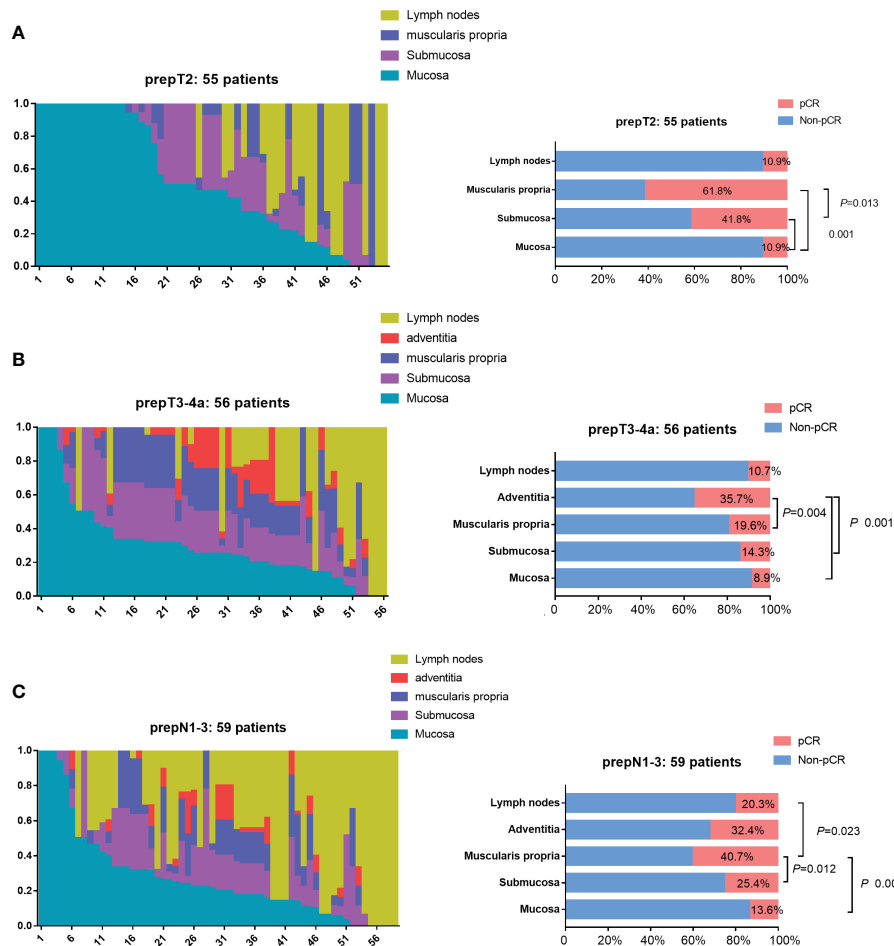 A
Lymph nodes
muscularis propria
Submucosa
Mucosa
prepT2: 55 patients
1.0
0.8
0.6
0.4
0.2
0.0
1 6 11 16 21 26 31 36 41 46 51
pCR
Non-pCR
prepT2: 55 patients
Lymph nodes 10.9%
Muscularis propria 61.8%
Submucosa 41.8%
Mucosa 10.9%
P=0.013
0.001
0 20% 40% 60% 80% 100%
B
Lymph nodes
adventitia
muscularis propria
Submucosa
Mucosa
prepT3-4a: 56 patients
1.0
0.8
0.6
0.4
0.2
0.0
1 6 11 16 21 26 31 36 41 46 51 56
pCR
Non-pCR
prepT3-4a: 56 patients
Lymph nodes 10.7%
Adventitia 35.7%
Muscularis propria 19.6%
Submucosa 14.3%
Mucosa 8.9%
P=0.004
P 0.001
0 20% 40% 60% 80% 100%
C
Lymph nodes
adventitia
muscularis propria
Submucosa
Mucosa
prepN1-3: 59 patients
1.0
0.8
0.6
0.4
0.2
0.0
1 6 11 16 21 26 31 36 41 46 51 56
pCR
Non-pCR
prepN1-3: 59 patients
Lymph nodes 20.3%
Adventitia 32.4%
Muscularis propria 40.7%
Submucosa 25.4%
Mucosa 13.6%
P=0.023
P=0.012
P 0.00
0 20% 40% 60% 80% 100%